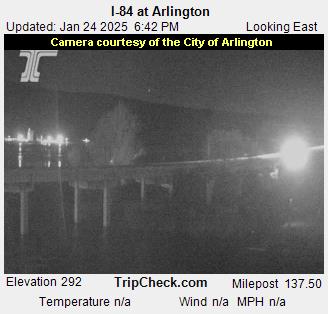 I-84 at Arlington
Updated: Jan 24 2025 6:42 PM Looking East
Camera courtesy of the City of Arlington
Elevation 292 TripCheck.com Milepost 137.50
Temperature n/a Wind n/a MPH n/a